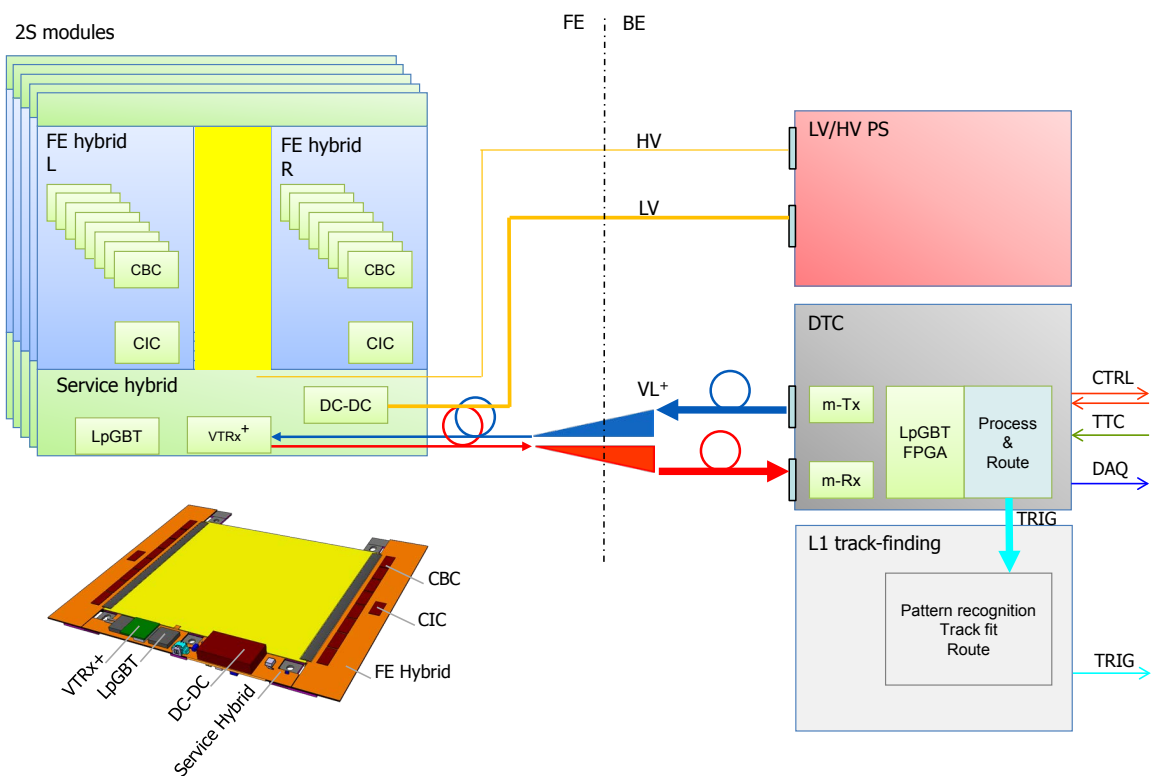 FE
BE
2S modules
FE hybrid
L
FE hybrid
R
CBC
CBC
CIC
CIC
Service hybrid
DC-DC
LpGBT
VTRx+
HV
LV
VL+
LV/HV PS
DTC
m-Tx
m-Rx
LpGBT
FPGA
Process
&
Route
CTRL
TTC
DAQ
TRIG
L1 track-finding
Pattern recognition
Track fit
Route
TRIG
CBC
CIC
FE Hybrid
VTRx+
LpGBT
DC-DC
Service Hybrid